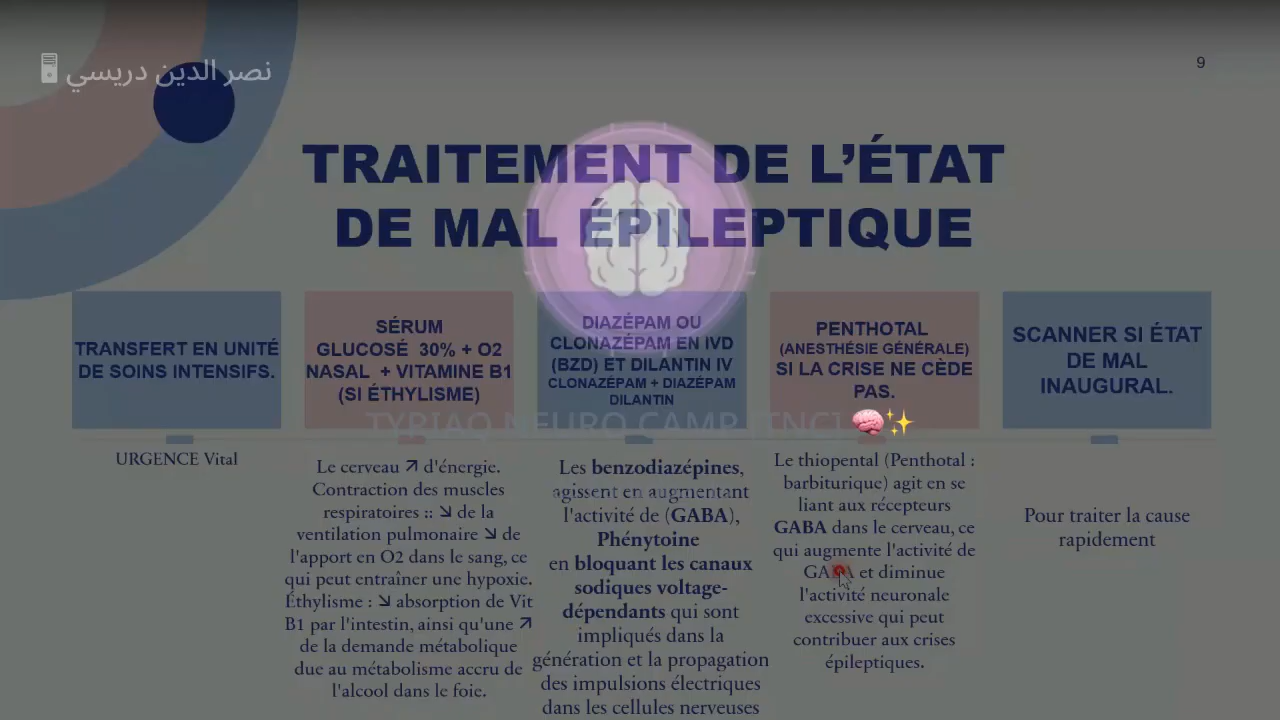 نصر الدين دريسي
9
TRAITEMENT DE L’ÉTAT
DE MAL ÉPILEPTIQUE
TRANSFERT EN UNITÉ
DE SOINS INTENSIFS.
URGENCE Vital
SÉRUM
GLUCOSÉ 30% + O2
NASAL + VITAMINE B1
(SI ÉTHYLISME)
Le cerveau ↗ d'énergie.
Contraction des muscles
respiratoires :: ↘ de la
ventilation pulmonaire ↘ de
l'apport en O2 dans le sang, ce
qui peut entraîner une hypoxie.
Éthylisme : ↘ absorption de Vit
B1 par l'intestin, ainsi qu'une ↗
de la demande métabolique
due au métabolisme accru de
l'alcool dans le foie.
DIAZÉPAM OU
CLONAZÉPAM EN IVD
(BZD) ET DILANTIN IV
CLONAZÉPAM + DIAZÉPAM
DILANTIN
Les benzodiazépines,
agissent en augmentant
l'activité de (GABA),
Phénytoine
en bloquant les canaux
sodiques voltage-
dépendants qui sont
impliqués dans la
génération et la propagation
des impulsions électriques
dans les cellules nerveuses
PENTHOTAL
(ANESTHÉSIE GÉNÉRALE)
SI LA CRISE NE CÈDE
PAS.
Le thiopental (Penthotal :
barbiturique) agit en se
liant aux récepteurs
GABA dans le cerveau, ce
qui augmente l'activité de
GABA et diminue
l'activité neuronale
excessive qui peut
contribuer aux crises
épileptiques.
SCANNER SI ÉTAT
DE MAL
INAUGURAL.
Pour traiter la cause
rapidement
TYRIAQ NEURO CAMP [TNC] 🧠✨